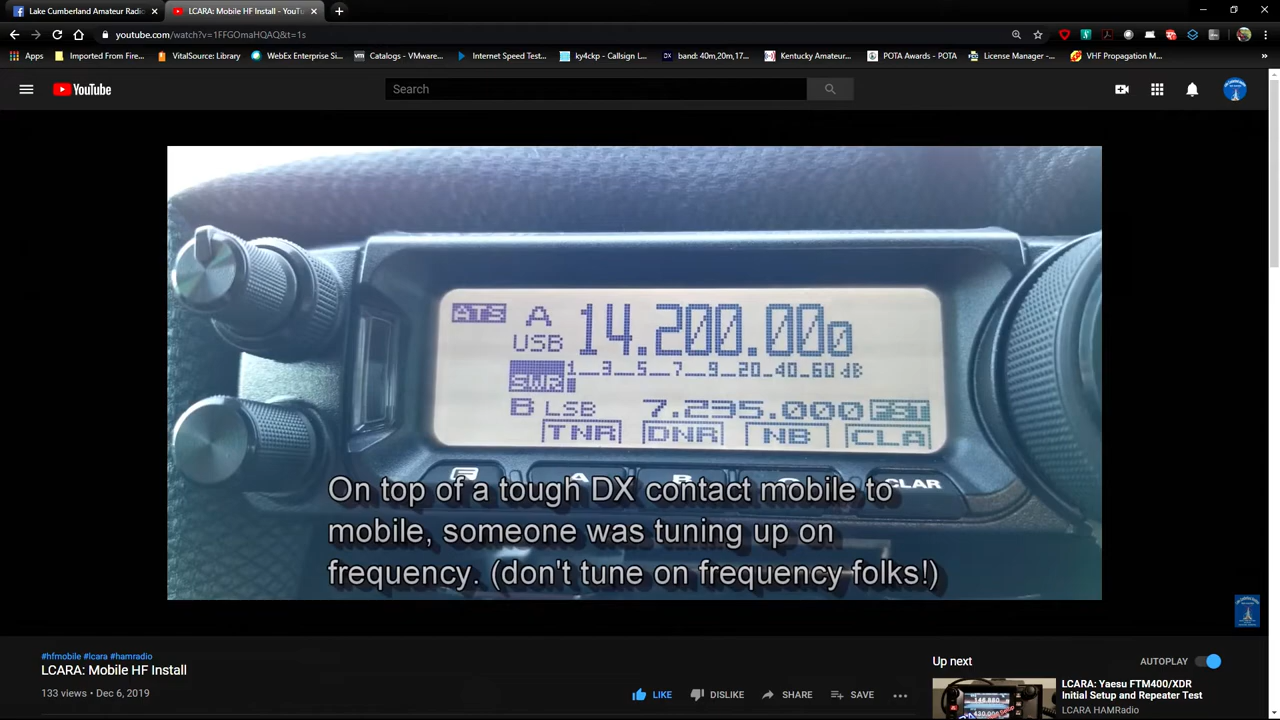 Lake Cumberland Amateur Radio
LCARA: Mobile HF Install - YouTu
youtube.com/watch?v=1FFGOmaHQAQ&t=1s
Apps
Imported From Fire...
VitalSource: Library
WebEx Enterprise Si...
Catalogs - VMware...
Internet Speed Test...
ky4ckp - Callsign L...
band: 40m,20m,17...
Kentucky Amateur...
POTA Awards - POTA
License Manager -...
VHF Propagation M...
YouTube
Search
ATS A 14.200.000
USB
1 3 5 7 9 20 40 60 dB
SWR
B LSB 7.235.000
TNR DNR NB CLA
CLAR
On top of a tough DX contact mobile to
mobile, someone was tuning up on
frequency. (don't tune on frequency folks!)
#hfmobile #lcara #hamradio
LCARA: Mobile HF Install
133 views • Dec 6, 2019
LIKE
DISLIKE
SHARE
SAVE
Up next
AUTOPLAY
LCARA: Yaesu FTM400/XDR
Initial Setup and Repeater Test
LCARA HAMRadio